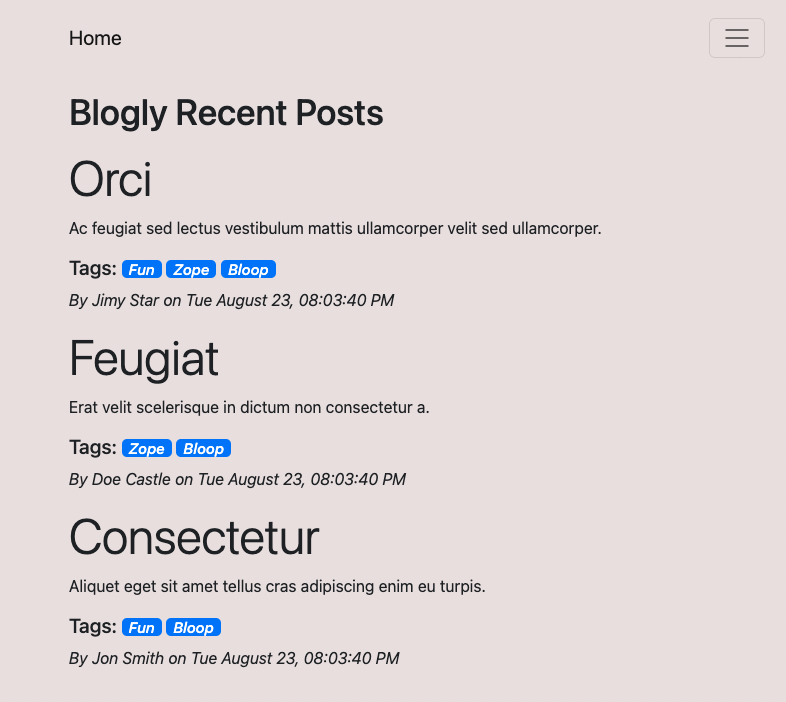 Home
Blogly Recent Posts
Orci
Ac feugiat sed lectus vestibulum mattis ullamcorper velit sed ullamcorper.
Tags: Fun Zope Bloop
By Jimy Star on Tue August 23, 08:03:40 PM
Feugiat
Erat velit scelerisque in dictum non consectetur a.
Tags: Zope Bloop
By Doe Castle on Tue August 23, 08:03:40 PM
Consectetur
Aliquet eget sit amet tellus cras adipiscing enim eu turpis.
Tags: Fun Bloop
By Jon Smith on Tue August 23, 08:03:40 PM